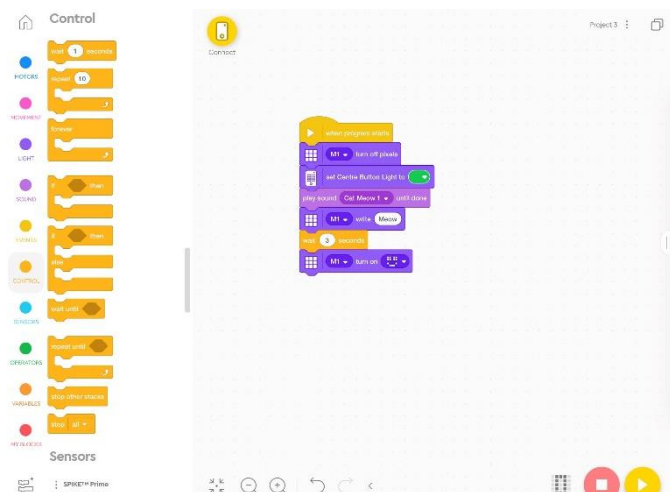 Control
Connect
Project 3
wait 1 seconds
MOTORS
repeat 10
MOVEMENT
forever
LIGHT
if then
SOUND
if then
EVENTS
else
CONTROL
wait until
SENSORS
repeat until
OPERATORS
stop other stacks
VARIABLES
stop all
MY BLOCKS
Sensors
SPIKE™ Prime
when program starts
M1 turn off pixels
set Centre Button Light to
play sound Cat Meow 1 until done
M1 write Meow
wait 3 seconds
M1 turn on